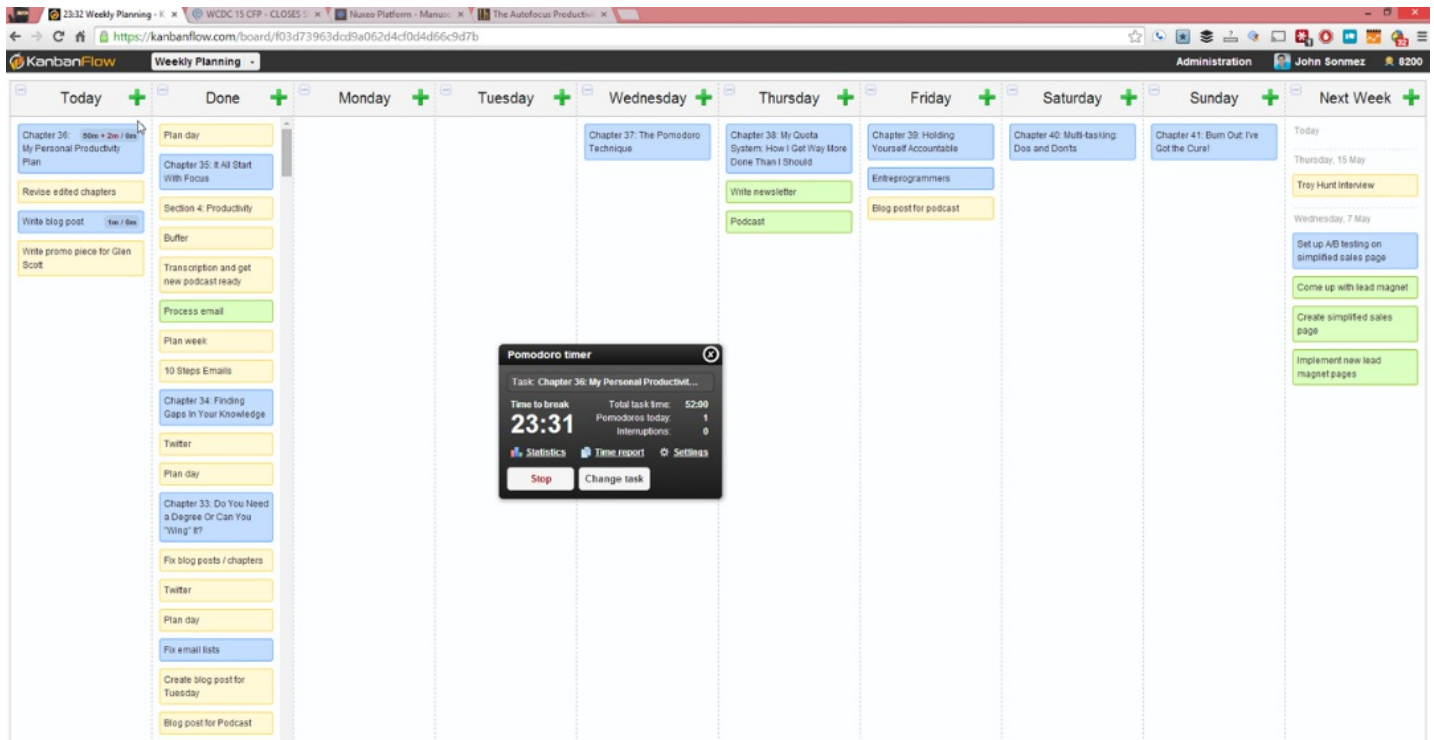 23:32 Weekly Planning - K
WCDC 15 CFP - CLOSES
Nuxeo Platform - Manus
The Autofocus Productiv
https://kanbanflow.com/board/f03d73963dcd9a062d4cf0d4d66c9d7b
KanbanFlow
Weekly Planning
Administration
John Sonmez
8200
Today
Chapter 36:
50m + 2m / 0m
My Personal Productivity
Plan
Revise edited chapters
Write blog post
1m / 0m
Write promo piece for Glen
Scott
Done
Plan day
Chapter 35: It All Start
With Focus
Section 4: Productivity
Buffer
Transcription and get
new podcast ready
Process email
Plan week
10 Steps Emails
Chapter 34: Finding
Gaps In Your Knowledge
Twitter
Plan day
Chapter 33: Do You Need
a Degree Or Can You
"Wing" It?
Fix blog posts / chapters
Twitter
Plan day
Fix email lists
Create blog post for
Tuesday
Blog post for Podcast
Monday
Tuesday
Wednesday
Chapter 37: The Pomodoro
Technique
Thursday
Chapter 38: My Quota
System: How I Get Way More
Done Than I Should
Write newsletter
Podcast
Friday
Chapter 39: Holding
Yourself Accountable
Entreprogrammers
Blog post for podcast
Saturday
Chapter 40: Multi-tasking:
Dos and Don'ts
Sunday
Chapter 41: Burn Out: I've
Got the Cure!
Next Week
Today
Thursday, 15 May
Troy Hunt Interview
Wednesday, 7 May
Set up A/B testing on
simplified sales page
Come up with lead magnet
Create simplified sales
page
Implement new lead
magnet pages
Pomodoro timer
Task: Chapter 36: My Personal Productivit...
Time to break
23:31
Total task time: 52:00
Pomodoros today: 1
Interruptions: 0
Statistics
Time report
Settings
Stop
Change task